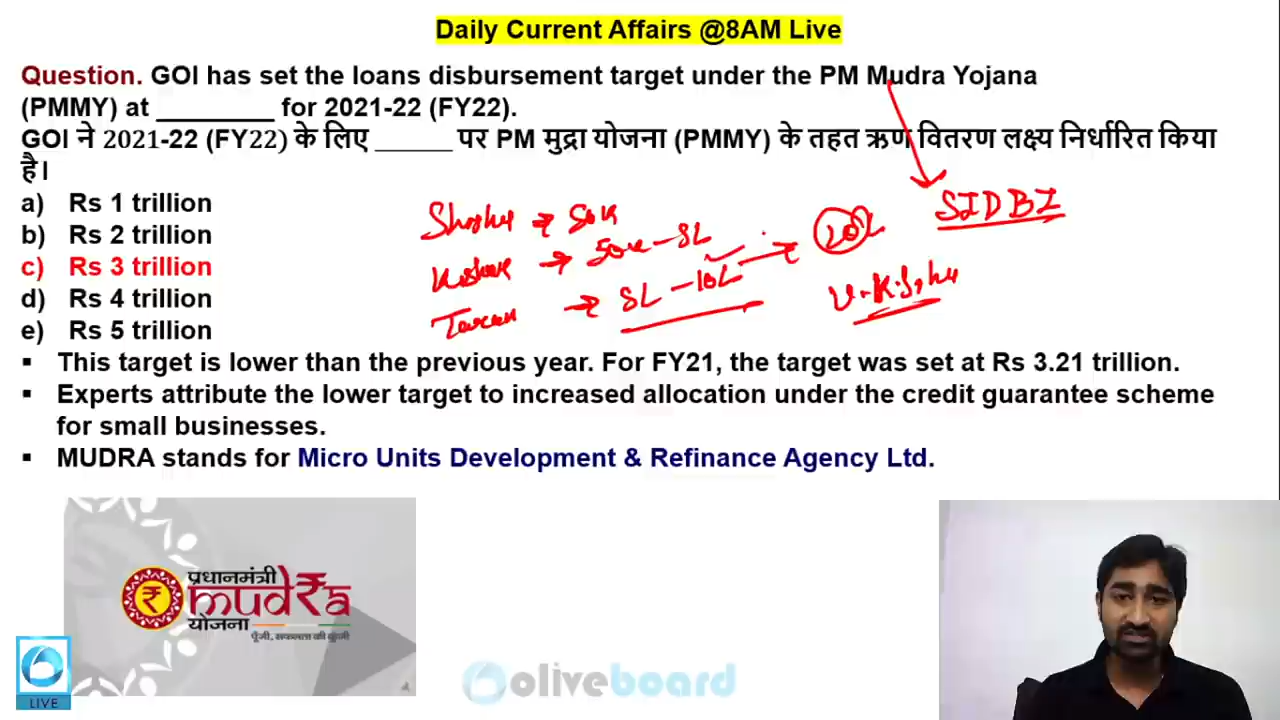 Daily Current Affairs @8AM Live
Question. GOI has set the loans disbursement target under the PM Mudra Yojana
(PMMY) at ________ for 2021-22 (FY22).
GOI ने 2021-22 (FY22) के लिए ______ पर PM मुद्रा योजना (PMMY) के तहत ऋण वितरण लक्ष्य निर्धारित किया
है।
a) Rs 1 trillion
b) Rs 2 trillion
c) Rs 3 trillion
d) Rs 4 trillion
e) Rs 5 trillion
Shishu → 50K
50K - 5L
5L - 10L
SIDBI
▪ This target is lower than the previous year. For FY21, the target was set at Rs 3.21 trillion.
▪ Experts attribute the lower target to increased allocation under the credit guarantee scheme
for small businesses.
▪ MUDRA stands for Micro Units Development & Refinance Agency Ltd.
प्रधानमंत्री
mudRa
योजना
पूँजी, सफलता की कुंजी
LIVE
oliveboard